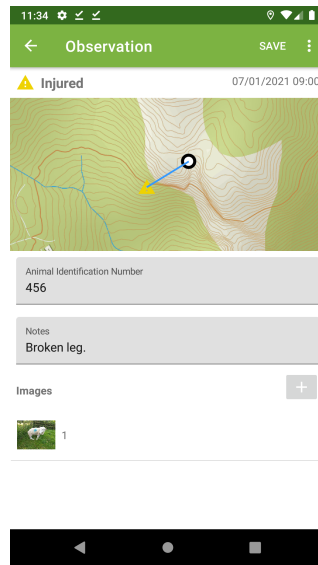 11:34
Observation
SAVE
Injured
07/01/2021 09:00
Animal Identification Number
456
Notes
Broken leg.
Images
1